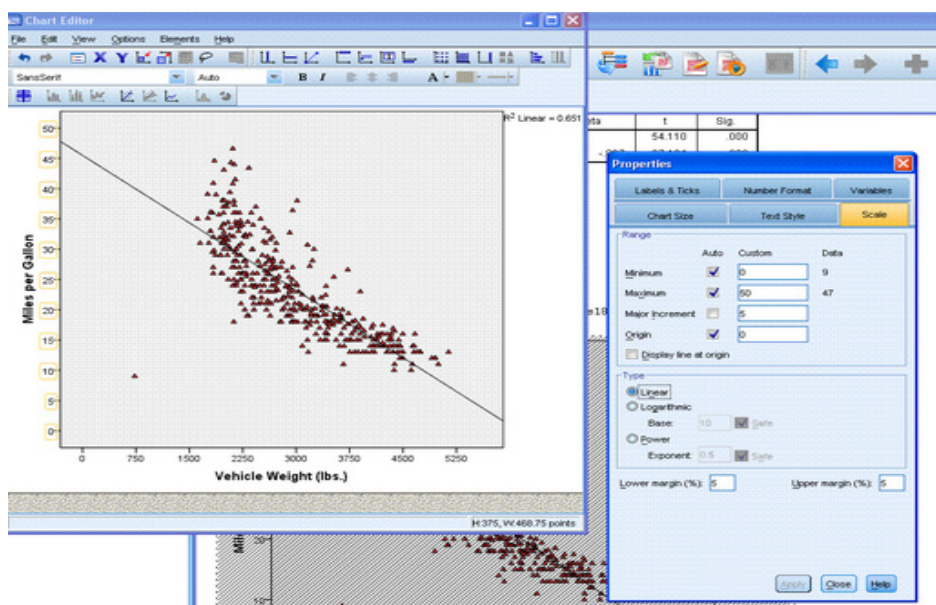 Chart Editor
File Edit View Options Elements Help
SansSerif Auto B I A
R² Linear = 0.651
50
45
40
35
30
25
20
15
10
5
0
Miles per Gallon
0 750 1500 2250 3000 3750 4500 5250
Vehicle Weight (lbs.)
H:375, W:468.75 points
eta t Sig.
54.110 .000
Properties
Labels & Ticks Number Format Variables
Chart Size Text Style Scale
Range
Auto Custom Data
Minimum 0 9
Maximum 50 47
Major Increment 5
Origin 0
Display line at origin
Type
Linear
Logarithmic
Base: 10 Safe
Power
Exponent: 0.5 Safe
Lower margin (%): 5 Upper margin (%): 5
Apply Close Help
20
10